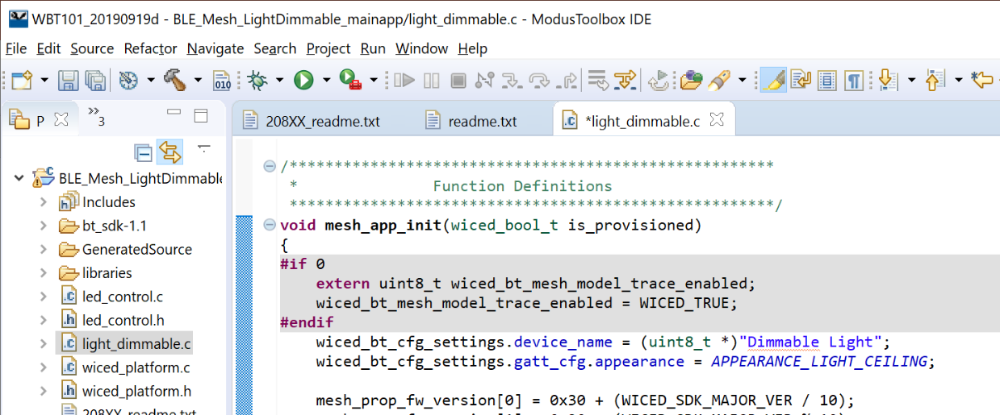 WBT101_20190919d - BLE_Mesh_LightDimmable_mainapp/light_dimmable.c - ModusToolbox IDE
File Edit Source Refactor Navigate Search Project Run Window Help
010
P
»3
208XX_readme.txt
readme.txt
*light_dimmable.c
BLE_Mesh_LightDimmable
Includes
bt_sdk-1.1
GeneratedSource
libraries
led_control.c
led_control.h
light_dimmable.c
wiced_platform.c
wiced_platform.h
208XX_readme.txt
/******************************************************
* Function Definitions
******************************************************/
void mesh_app_init(wiced_bool_t is_provisioned)
{
#if 0
extern uint8_t wiced_bt_mesh_model_trace_enabled;
wiced_bt_mesh_model_trace_enabled = WICED_TRUE;
#endif
wiced_bt_cfg_settings.device_name = (uint8_t *)"Dimmable Light";
wiced_bt_cfg_settings.gatt_cfg.appearance = APPEARANCE_LIGHT_CEILING;
mesh_prop_fw_version[0] = 0x30 + (WICED_SDK_MAJOR_VER / 10);